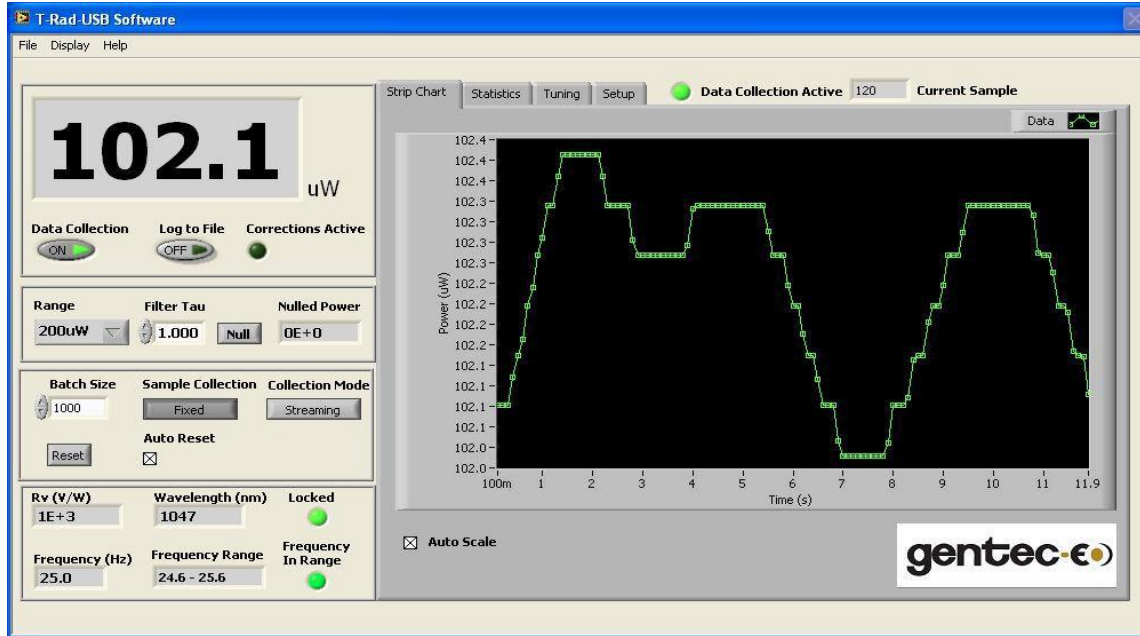 T-Rad-USB Software
File Display Help
102.1 uW
Data Collection Log to File Corrections Active
ON OFF
Range Filter Tau Nulled Power
200uW 1.000 Null 0E+0
Batch Size Sample Collection Collection Mode
1000 Fixed Streaming
Auto Reset
Reset
Rv (V/W) Wavelength (nm) Locked
1E+3 1047
Frequency (Hz) Frequency Range Frequency In Range
25.0 24.6 - 25.6
Strip Chart Statistics Tuning Setup Data Collection Active 120 Current Sample
Data
Power (uW)
102.4
102.4
102.4
102.3
102.3
102.3
102.3
102.2
102.2
102.2
102.2
102.1
102.1
102.1
102.1
102.0
102.0
100m 1 2 3 4 5 6 7 8 9 10 11 11.9
Time (s)
Auto Scale
gentec-eo